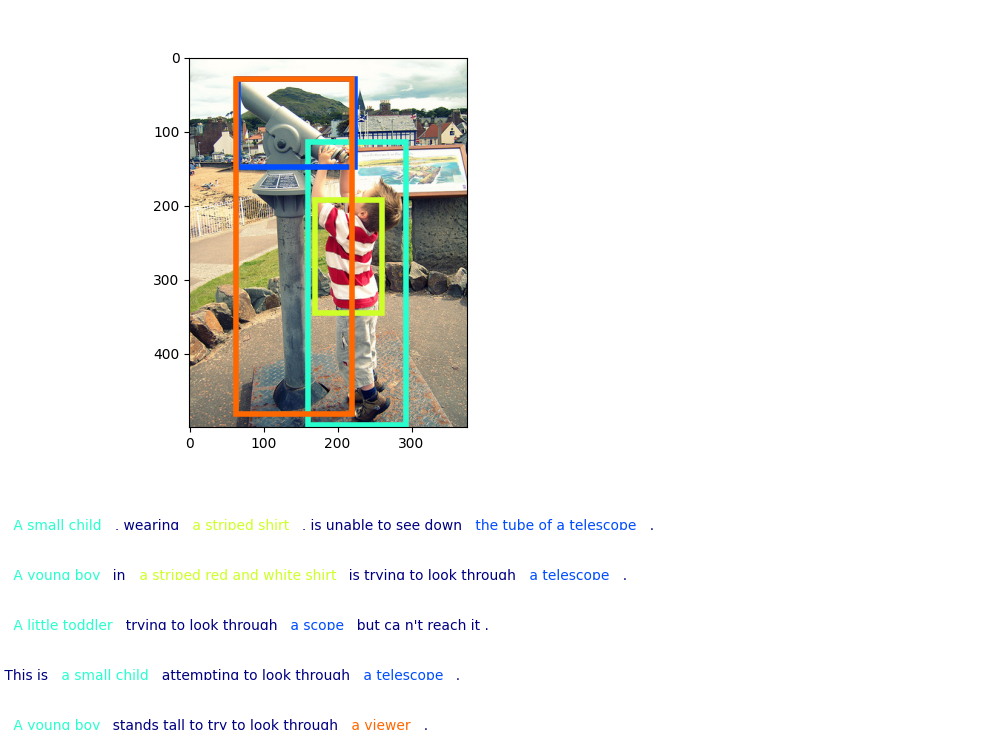 0
100
200
300
400
0 100 200 300
A small child , wearing a striped shirt , is unable to see down the tube of a telescope .
A young boy in a striped red and white shirt is trying to look through a telescope .
A little toddler trying to look through a scope but ca n't reach it .
This is a small child attempting to look through a telescope .
A young boy stands tall to try to look through a viewer .